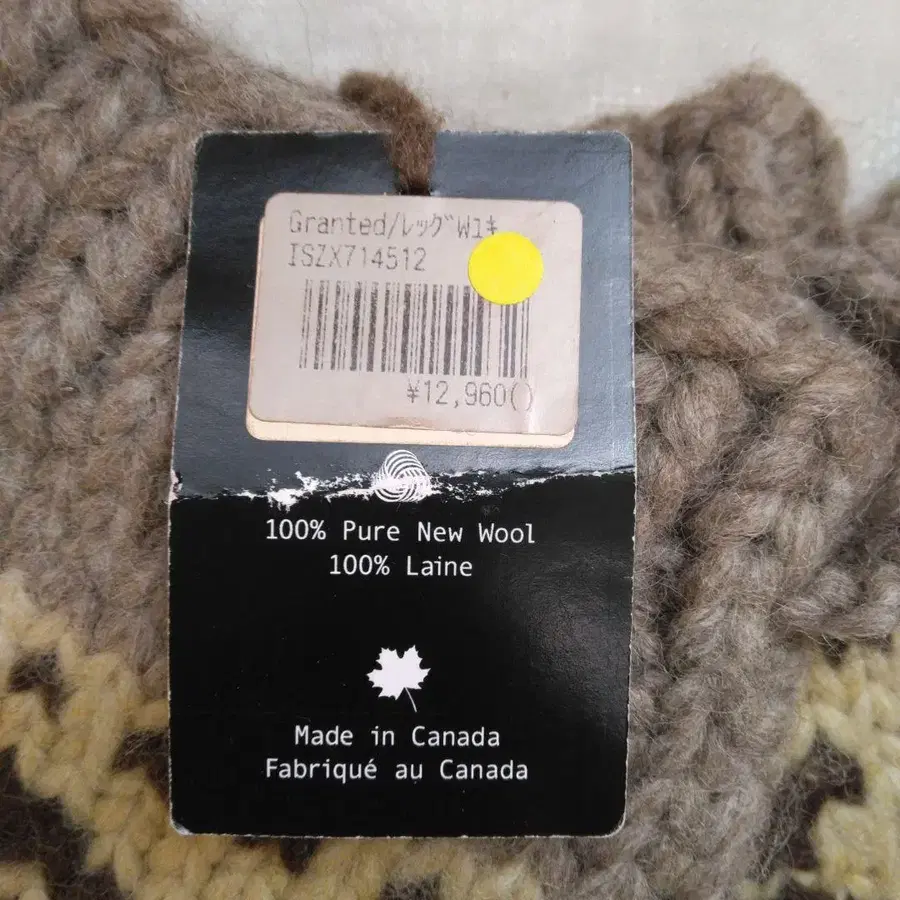 Granted/ﾚｯｸﾞW1ｷ
ISZX714512
¥12,960()
100% Pure New Wool
100% Laine
Made in Canada
Fabriqué au Canada